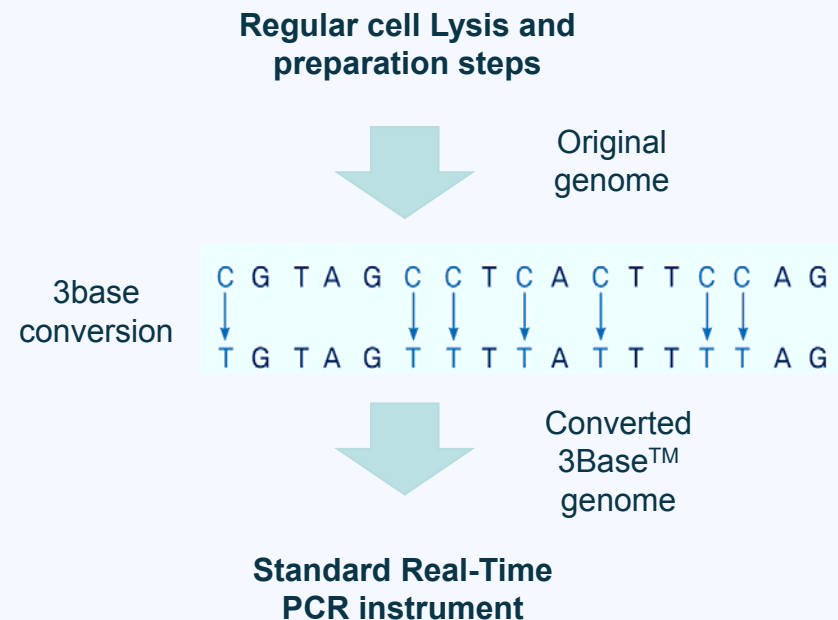 Regular cell Lysis and
preparation steps
Original
genome
3base
conversion
C G T A G C C T C A C T T C C A G
T G T A G T T T T A T T T T T A G
Converted
3Base™
genome
Standard Real-Time
PCR instrument